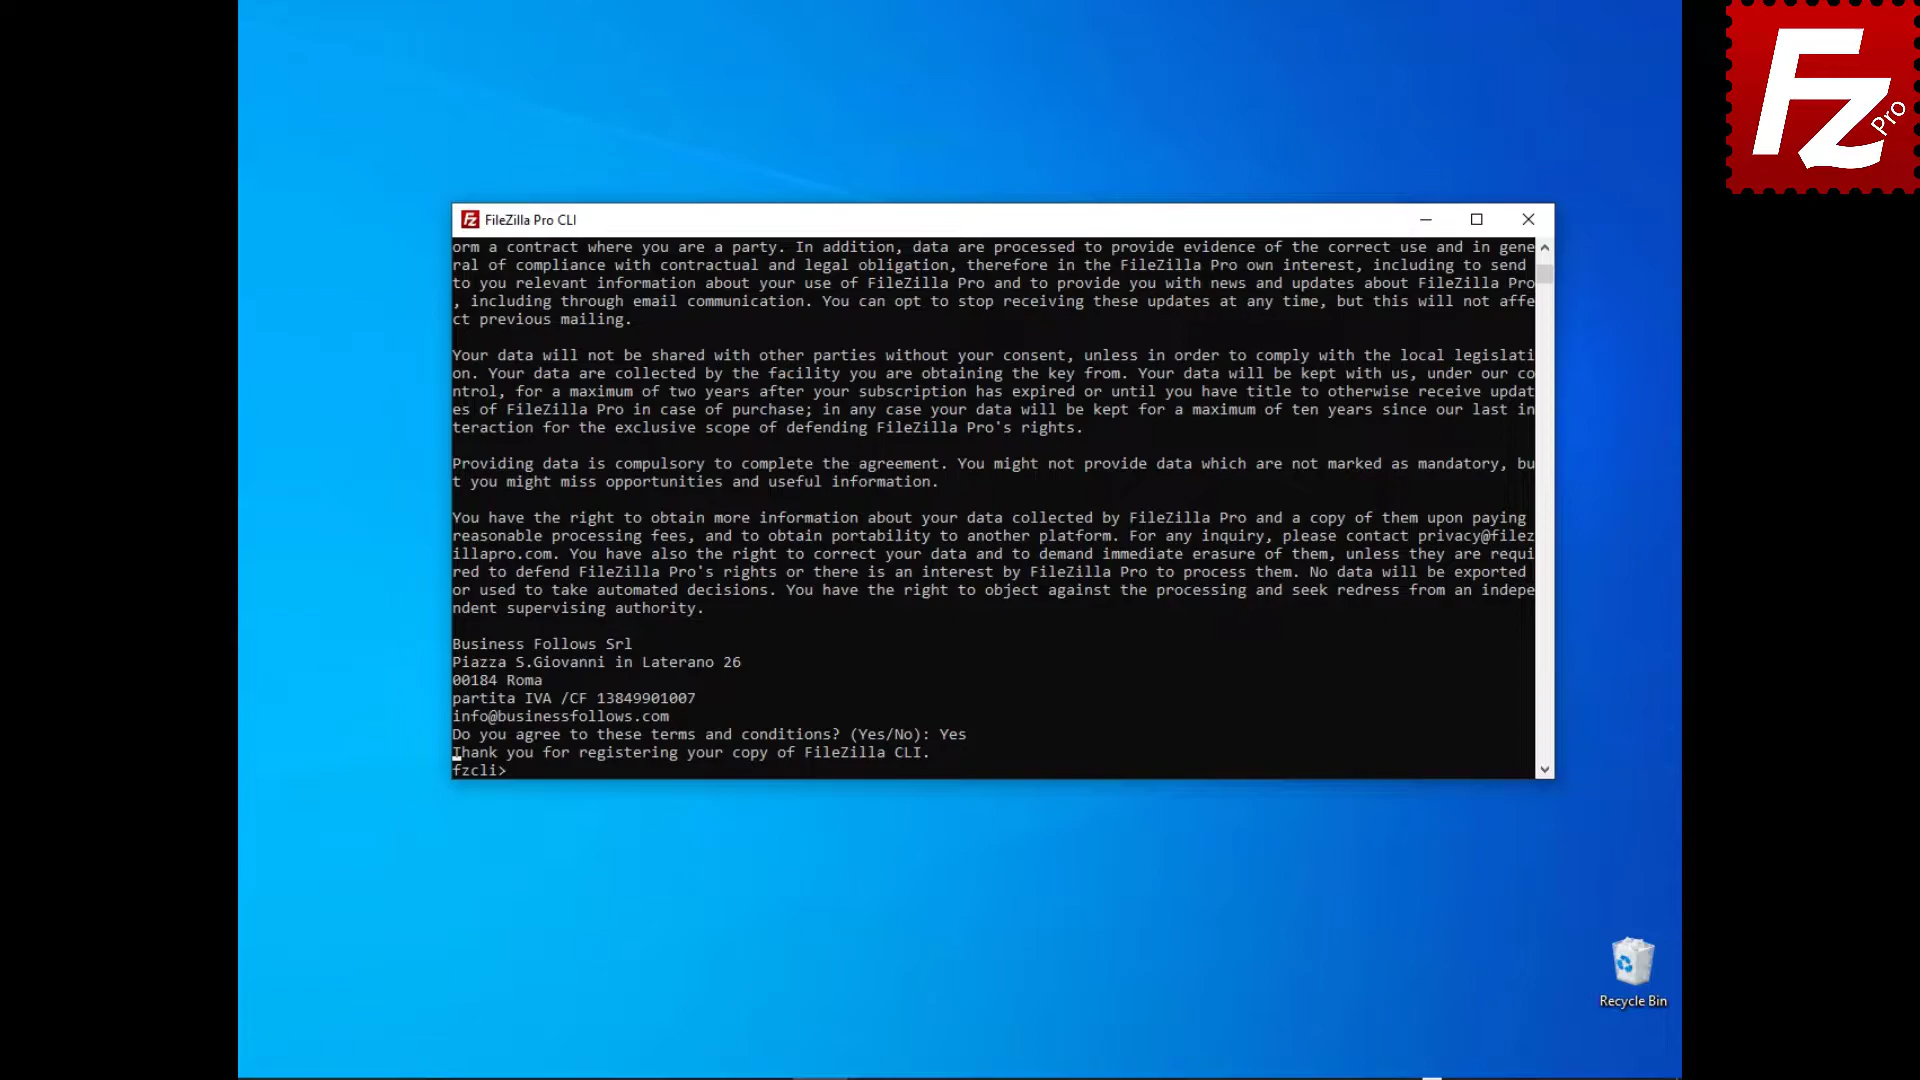 Fz Pro
FileZilla Pro CLI
orm a contract where you are a party. In addition, data are processed to provide evidence of the correct use and in gene
ral of compliance with contractual and legal obligation, therefore in the FileZilla Pro own interest, including to send
to you relevant information about your use of FileZilla Pro and to provide you with news and updates about FileZilla Pro
, including through email communication. You can opt to stop receiving these updates at any time, but this will not affe
ct previous mailing.
Your data will not be shared with other parties without your consent, unless in order to comply with the local legislati
on. Your data are collected by the facility you are obtaining the key from. Your data will be kept with us, under our co
ntrol, for a maximum of two years after your subscription has expired or until you have title to otherwise receive updat
es of FileZilla Pro in case of purchase; in any case your data will be kept for a maximum of ten years since our last in
teraction for the exclusive scope of defending FileZilla Pro's rights.
Providing data is compulsory to complete the agreement. You might not provide data which are not marked as mandatory, bu
t you might miss opportunities and useful information.
You have the right to obtain more information about your data collected by FileZilla Pro and a copy of them upon paying
reasonable processing fees, and to obtain portability to another platform. For any inquiry, please contact privacy@filez
illapro.com. You have also the right to correct your data and to demand immediate erasure of them, unless they are requi
red to defend FileZilla Pro's rights or there is an interest by FileZilla Pro to process them. No data will be exported
or used to take automated decisions. You have the right to object against the processing and seek redress from an indepe
ndent supervising authority.
Business Follows Srl
Piazza S.Giovanni in Laterano 26
00184 Roma
partita IVA /CF 13849901007
info@businessfollows.com
Do you agree to these terms and conditions? (Yes/No): Yes
Thank you for registering your copy of FileZilla CLI.
fzcli>
Recycle Bin